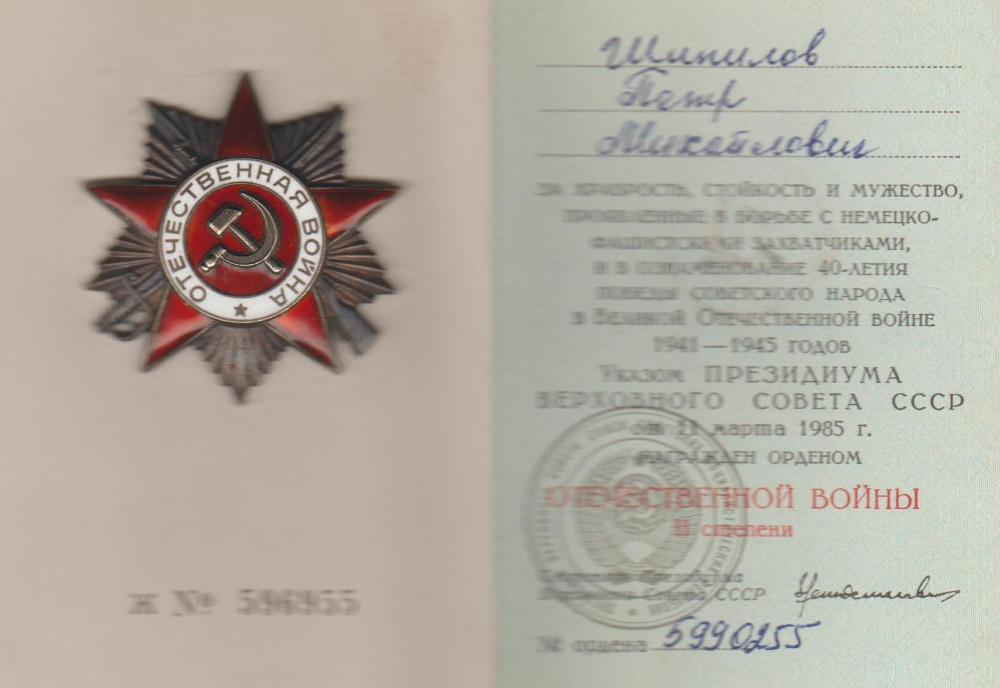 ОТЕЧЕСТВЕННАЯ ВОЙНА
Ж № 596955
Шипилов
Петр
Михайлович
ЗА ХРАБРОСТЬ, СТОЙКОСТЬ И МУЖЕСТВО,
ПРОЯВЛЕННЫЕ В БОРЬБЕ С НЕМЕЦКО-
ФАШИСТСКИМИ ЗАХВАТЧИКАМИ,
И В ОЗНАМЕНОВАНИЕ 40-ЛЕТИЯ
ПОБЕДЫ СОВЕТСКОГО НАРОДА
В ВЕЛИКОЙ ОТЕЧЕСТВЕННОЙ ВОЙНЕ
1941—1945 ГОДОВ
Указом ПРЕЗИДИУМА
ВЕРХОВНОГО СОВЕТА СССР
от 11 марта 1985 г.
НАГРАЖДЕН ОРДЕНОМ
ОТЕЧЕСТВЕННОЙ ВОЙНЫ
II степени
Секретарь Президиума
Верховного Совета СССР
№ ордена 5990255